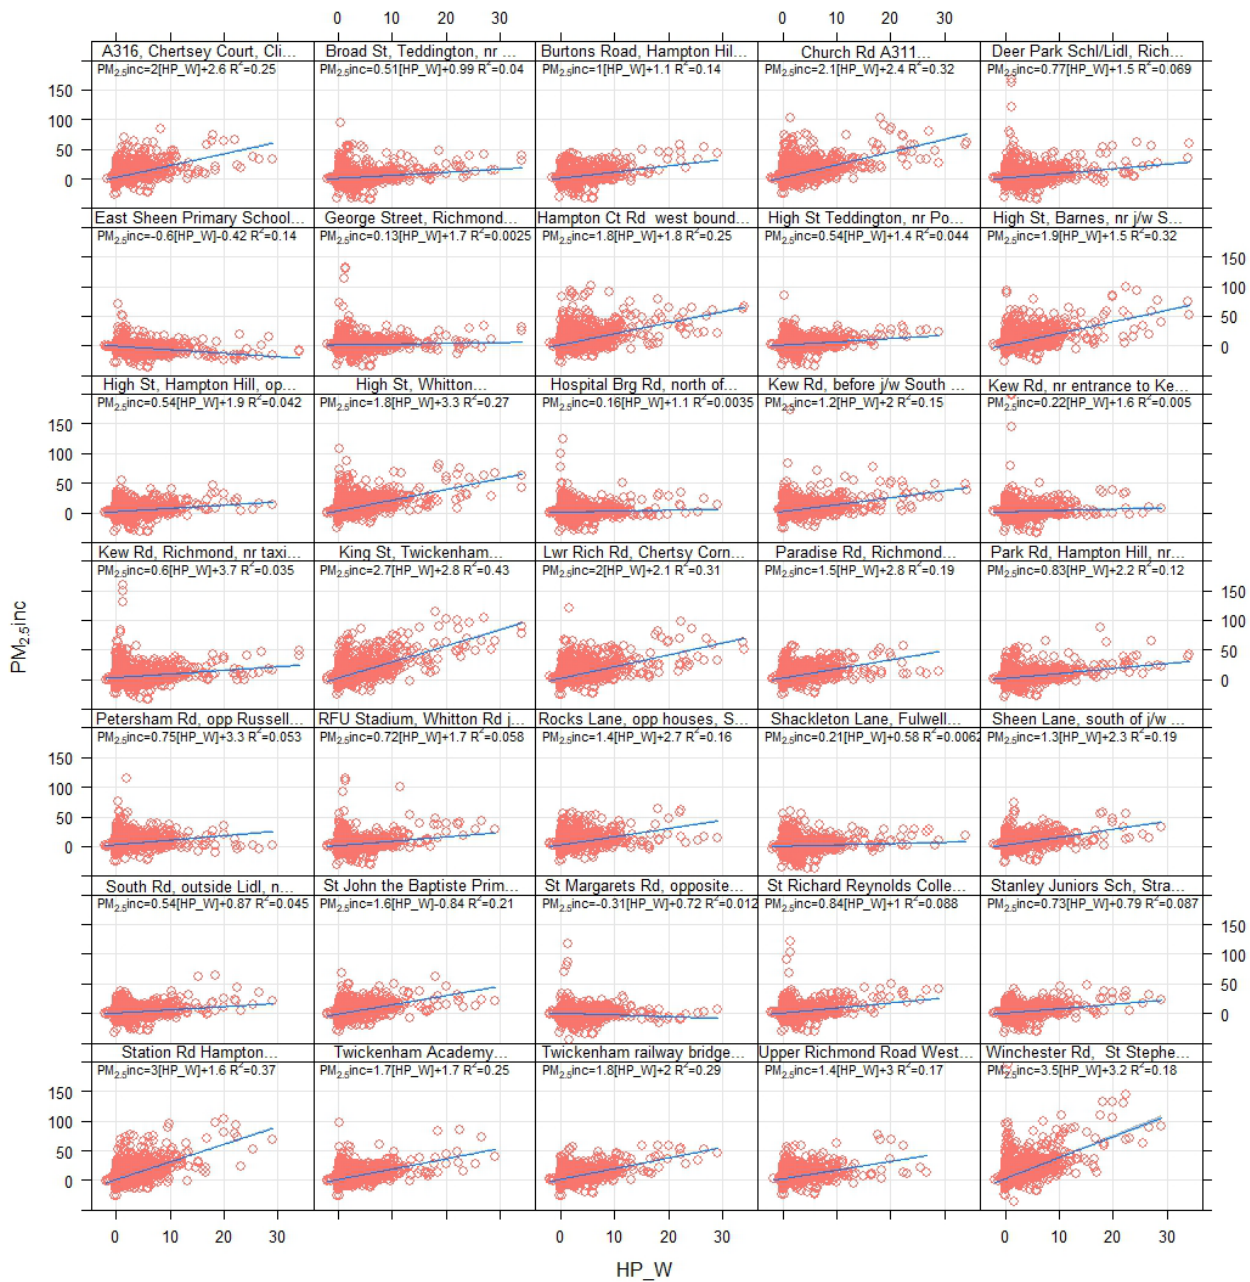 0 10 20 30 0 10 20 30
A316, Chertsey Court, Cli... Broad St, Teddington, nr ... Burtons Road, Hampton Hil... Church Rd A311... Deer Park Schl/Lidl, Rich...
PM2.5inc=2[HP_W]+2.6 R2=0.25 PM2.5inc=0.51[HP_W]+0.99 R2=0.04 PM2.5inc=1[HP_W]+1.1 R2=0.14 PM2.5inc=2.1[HP_W]+2.4 R2=0.32 PM2.5inc=0.77[HP_W]+1.5 R2=0.069
150
100
50
0
East Sheen Primary School... George Street, Richmond... Hampton Ct Rd west bound... High St Teddington, nr Po... High St, Barnes, nr j/w S...
PM2.5inc=-0.6[HP_W]-0.42 R2=0.14 PM2.5inc=0.13[HP_W]+1.7 R2=0.0025 PM2.5inc=1.8[HP_W]+1.8 R2=0.25 PM2.5inc=0.54[HP_W]+1.4 R2=0.044 PM2.5inc=1.9[HP_W]+1.5 R2=0.32
150
100
50
0
High St, Hampton Hill, op... High St, Whitton... Hospital Brg Rd, north of... Kew Rd, before j/w South ... Kew Rd, nr entrance to Ke...
PM2.5inc=0.54[HP_W]+1.9 R2=0.042 PM2.5inc=1.8[HP_W]+3.3 R2=0.27 PM2.5inc=0.16[HP_W]+1.1 R2=0.0035 PM2.5inc=1.2[HP_W]+2 R2=0.15 PM2.5inc=0.22[HP_W]+1.6 R2=0.005
150
100
50
0
Kew Rd, Richmond, nr taxi... King St, Twickenham... Lwr Rich Rd, Chertsy Corn... Paradise Rd, Richmond... Park Rd, Hampton Hill, nr...
PM2.5inc=0.6[HP_W]+3.7 R2=0.035 PM2.5inc=2.7[HP_W]+2.8 R2=0.43 PM2.5inc=2[HP_W]+2.1 R2=0.31 PM2.5inc=1.5[HP_W]+2.8 R2=0.19 PM2.5inc=0.83[HP_W]+2.2 R2=0.12
150
100
50
0
PM2.5inc
Petersham Rd, opp Russell... RFU Stadium, Whitton Rd j... Rocks Lane, opp houses, S... Shackleton Lane, Fulwell... Sheen Lane, south of j/w ...
PM2.5inc=0.75[HP_W]+3.3 R2=0.053 PM2.5inc=0.72[HP_W]+1.7 R2=0.058 PM2.5inc=1.4[HP_W]+2.7 R2=0.16 PM2.5inc=0.21[HP_W]+0.58 R2=0.0062 PM2.5inc=1.3[HP_W]+2.3 R2=0.19
150
100
50
0
South Rd, outside Lidl, n... St John the Baptiste Prim... St Margarets Rd, opposite... St Richard Reynolds Colle... Stanley Juniors Sch, Stra...
PM2.5inc=0.54[HP_W]+0.87 R2=0.045 PM2.5inc=1.6[HP_W]-0.84 R2=0.21 PM2.5inc=-0.31[HP_W]+0.72 R2=0.012 PM2.5inc=0.84[HP_W]+1 R2=0.088 PM2.5inc=0.73[HP_W]+0.79 R2=0.087
150
100
50
0
Station Rd Hampton... Twickenham Academy... Twickenham railway bridge... Upper Richmond Road West... Winchester Rd, St Stephe...
PM2.5inc=3[HP_W]+1.6 R2=0.37 PM2.5inc=1.7[HP_W]+1.7 R2=0.25 PM2.5inc=1.8[HP_W]+2 R2=0.29 PM2.5inc=1.4[HP_W]+3 R2=0.17 PM2.5inc=3.5[HP_W]+3.2 R2=0.18
150
100
50
0
0 10 20 30 0 10 20 30 0 10 20 30
HP_W